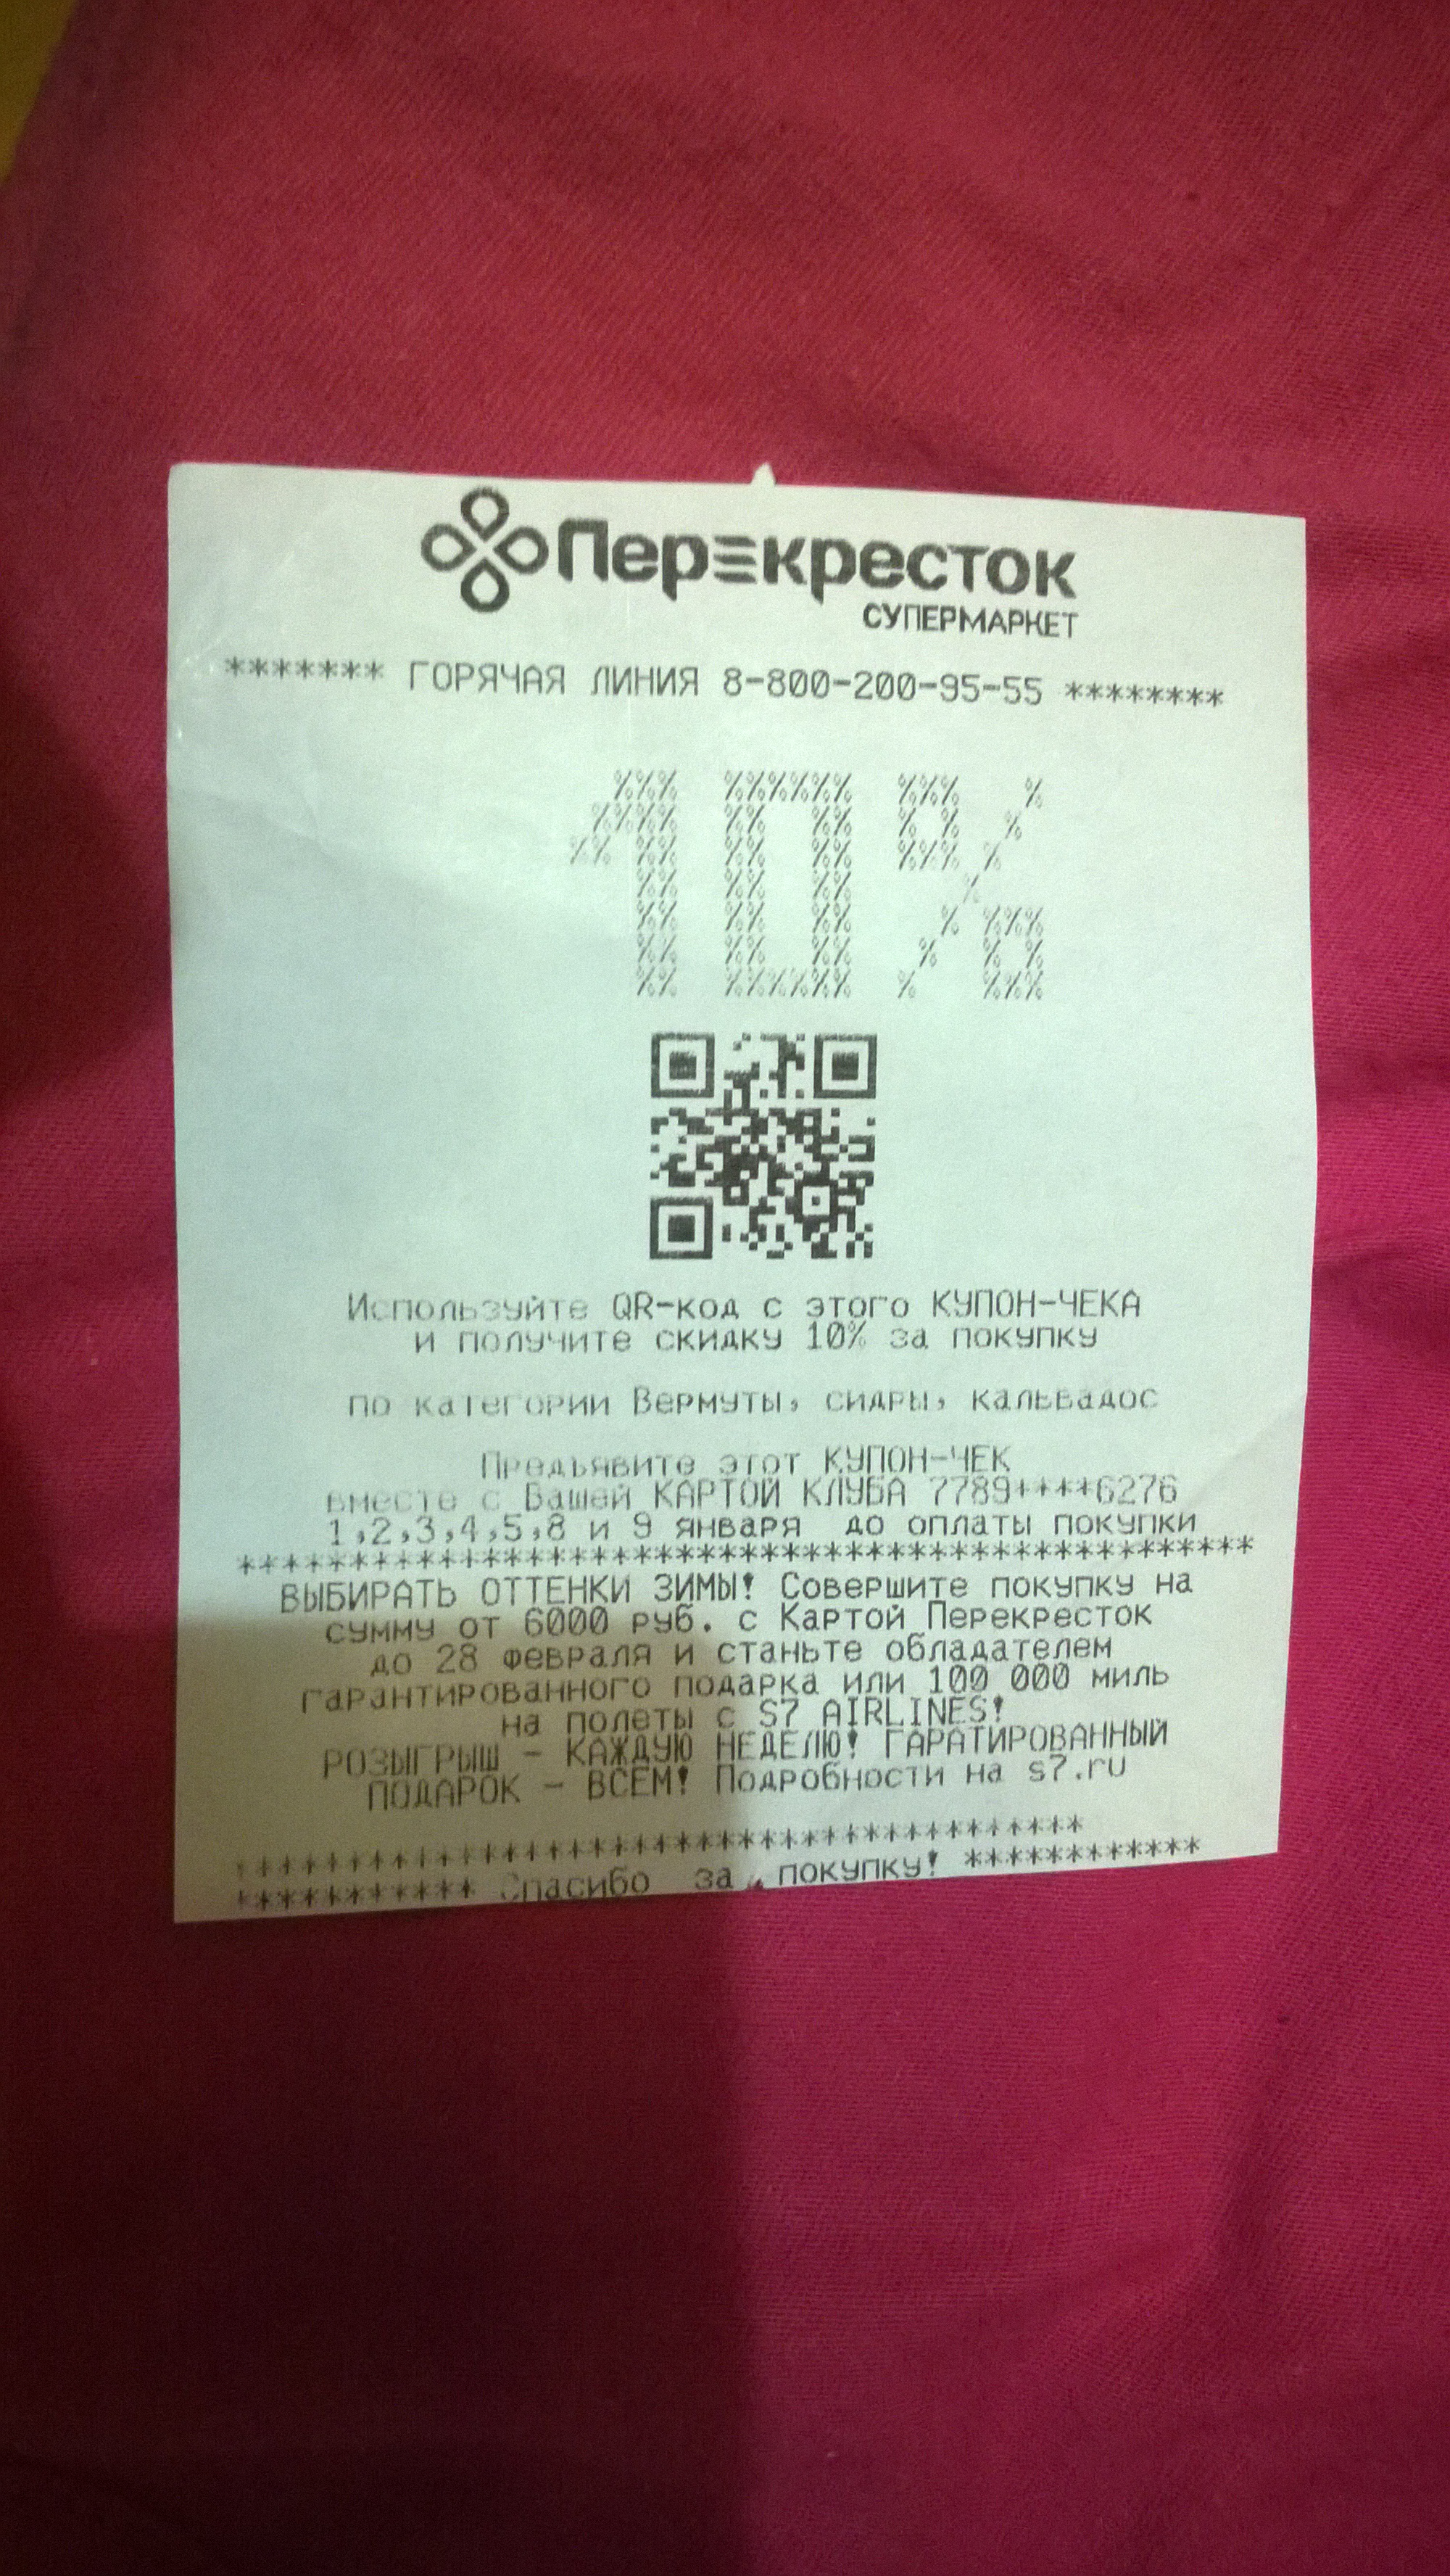 Перекресток
СУПЕРМАРКЕТ
******* ГОРЯЧАЯ ЛИНИЯ 8-800-200-95-55 ********
10%
Используйте QR-код с этого КУПОН-ЧЕКА
и получите скидку 10% за покупку
по категории Вермуты, сидры, кальвадос
Предъявите этот КУПОН-ЧЕК
вместе с Вашей КАРТОЙ КЛУБА 7789****6276
1,2,3,4,5,8 и 9 января до оплаты покупки
************************************************
ВЫБИРАТЬ ОТТЕНКИ ЗИМЫ! Совершите покупку на
сумму от 6000 руб. с Картой Перекресток
до 28 февраля и станьте обладателем
гарантированного подарка или 100 000 миль
на полеты с S7 AIRLINES!
РОЗЫГРЫШ - КАЖДУЮ НЕДЕЛЮ! ГАРАТИРОВАННЫЙ
ПОДАРОК - ВСЕМ! Подробности на s7.ru
****************************************
*********** Спасибо за покупку! ***********